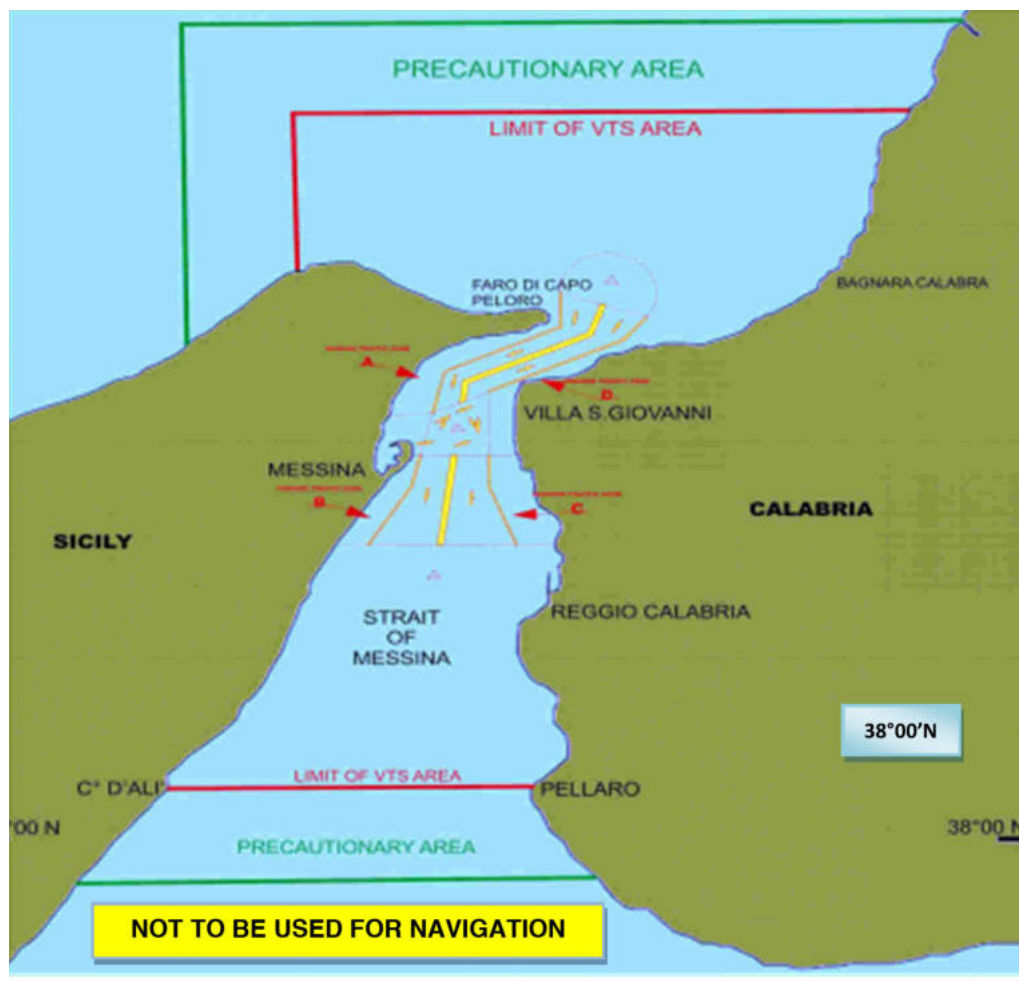 PRECAUTIONARY AREA
LIMIT OF VTS AREA
FARO DI CAPO
PELORO
BAGNARA CALABRA
A
D
VILLA S.GIOVANNI
MESSINA
B
C
CALABRIA
SICILY
STRAIT
OF
MESSINA
REGGIO CALABRIA
38°00'N
C° D'ALI'
LIMIT OF VTS AREA
PELLARO
°00 N
38°00 N
PRECAUTIONARY AREA
NOT TO BE USED FOR NAVIGATION